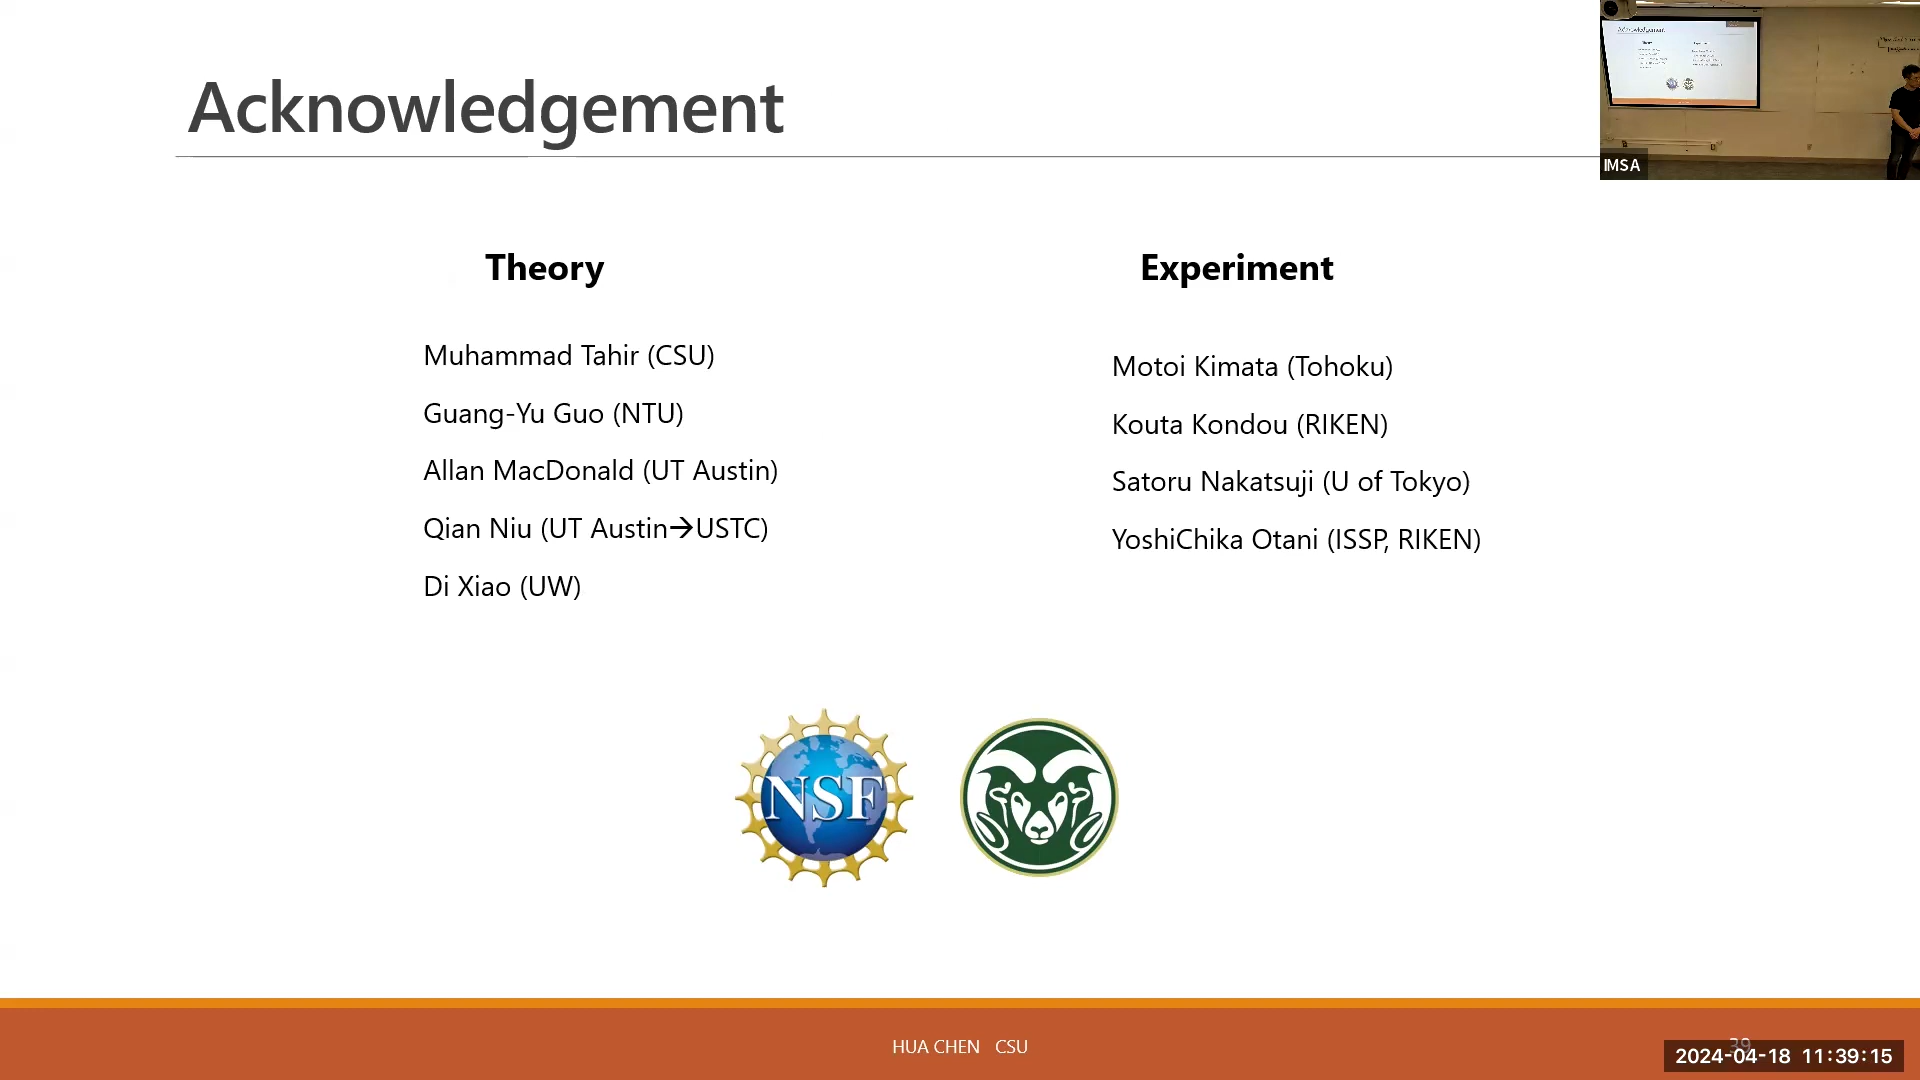 Acknowledgement
IMSA
Theory
Muhammad Tahir (CSU)
Guang-Yu Guo (NTU)
Allan MacDonald (UT Austin)
Qian Niu (UT Austin→USTC)
Di Xiao (UW)
Experiment
Motoi Kimata (Tohoku)
Kouta Kondou (RIKEN)
Satoru Nakatsuji (U of Tokyo)
YoshiChika Otani (ISSP, RIKEN)
NSF
HUA CHEN CSU
39
2024-04-18 11:39:15